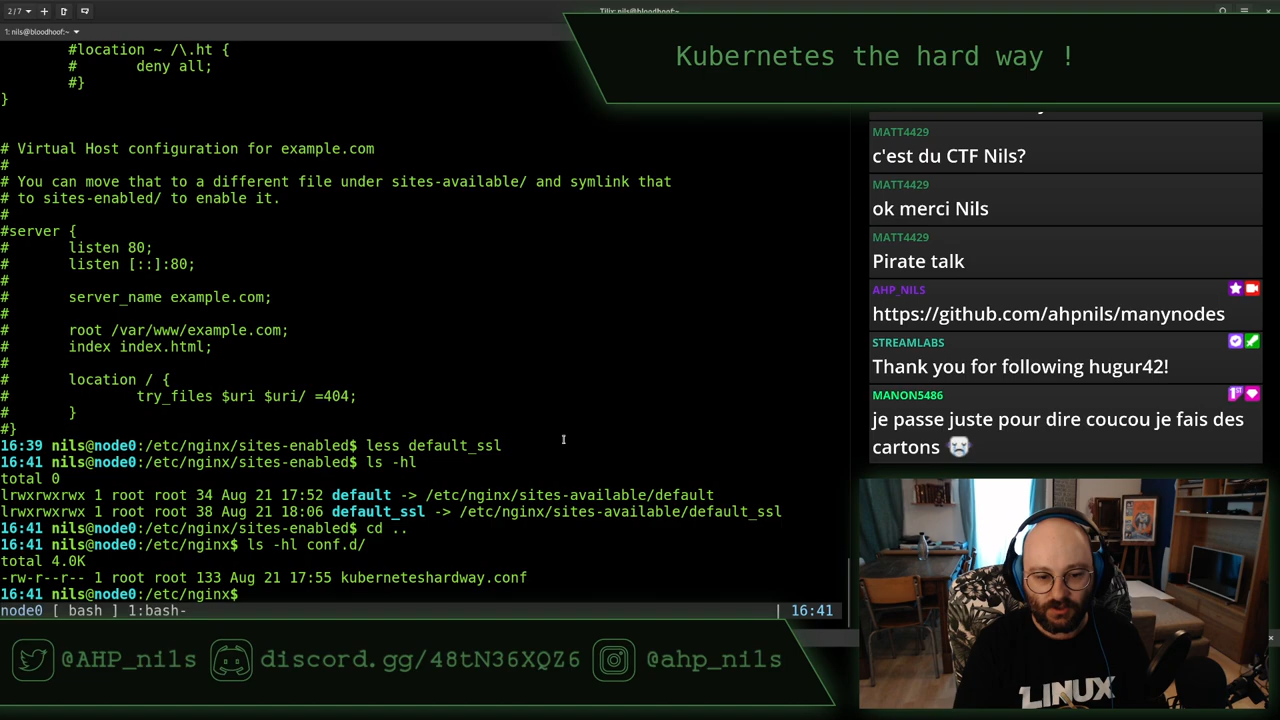 2/7
Tilix: nils@bloodhoof:~
1: nils@bloodhoof:~
#location ~ /\.ht {
#       deny all;
#}
}
# Virtual Host configuration for example.com
#
# You can move that to a different file under sites-available/ and symlink that
# to sites-enabled/ to enable it.
#
#server {
#       listen 80;
#       listen [::]:80;
#
#       server_name example.com;
#
#       root /var/www/example.com;
#       index index.html;
#
#       location / {
#               try_files $uri $uri/ =404;
#       }
#}
16:39 nils@node0:/etc/nginx/sites-enabled$ less default_ssl
16:41 nils@node0:/etc/nginx/sites-enabled$ ls -hl
total 0
lrwxrwxrwx 1 root root 34 Aug 21 17:52 default -> /etc/nginx/sites-available/default
lrwxrwxrwx 1 root root 38 Aug 21 18:06 default_ssl -> /etc/nginx/sites-available/default_ssl
16:41 nils@node0:/etc/nginx/sites-enabled$ cd ..
16:41 nils@node0:/etc/nginx$ ls -hl conf.d/
total 4.0K
-rw-r--r-- 1 root root 133 Aug 21 17:55 kuberneteshardway.conf
16:41 nils@node0:/etc/nginx$
node0 [ bash ] 1:bash- | 16:41
Kubernetes the hard way !
MATT4429
c'est du CTF Nils?
MATT4429
ok merci Nils
MATT4429
Pirate talk
AHP_NILS
https://github.com/ahpnils/manynodes
STREAMLABS
Thank you for following hugur42!
MANON5486
je passe juste pour dire coucou je fais des
cartons
LINUX
@AHP_nils discord.gg/48tN36XQZ6 @ahp_nils